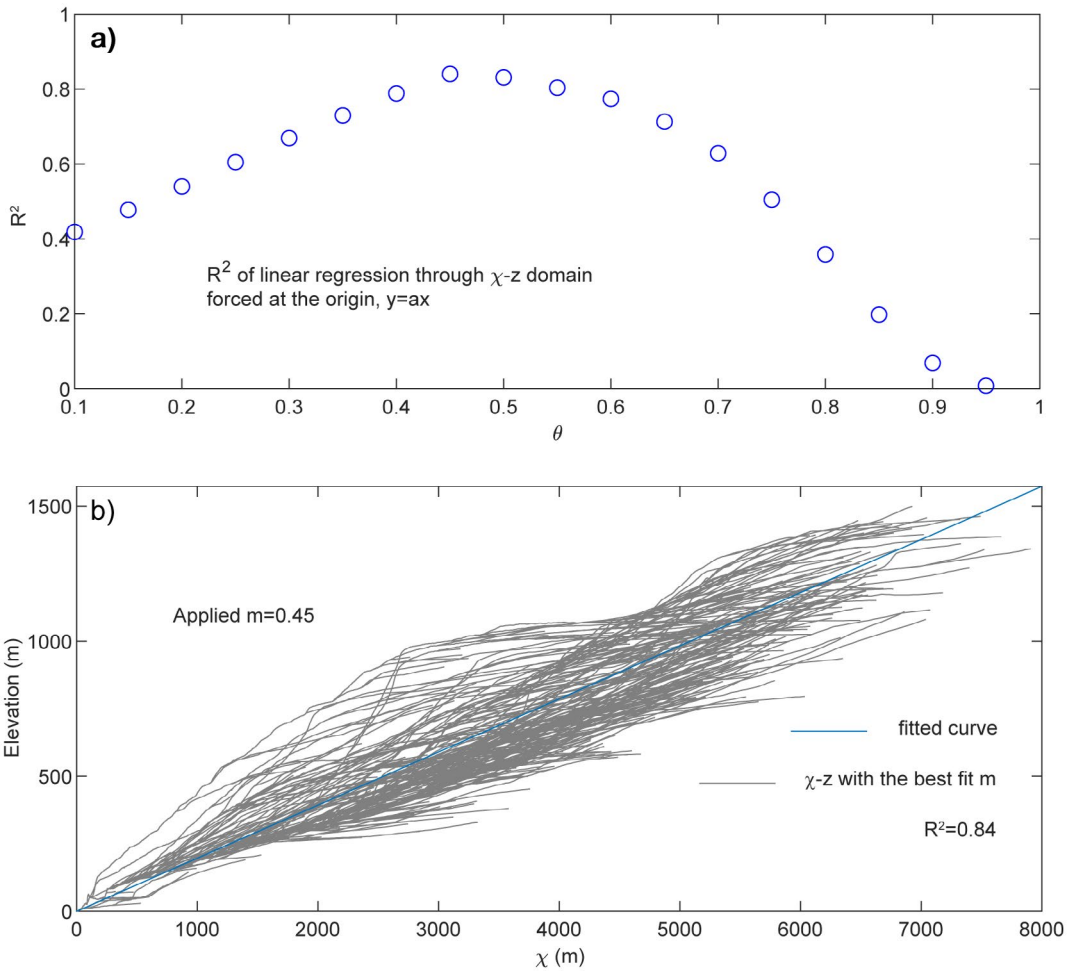 a)
1
0.8
0.6
0.4
0.2
0
R²
0.1 0.2 0.3 0.4 0.5 0.6 0.7 0.8 0.9 1
θ
R² of linear regression through χ-z domain
forced at the origin, y=ax
b)
1500
1000
500
0
Elevation (m)
Applied m=0.45
fitted curve
χ-z with the best fit m
R²=0.84
0 1000 2000 3000 4000 5000 6000 7000 8000
χ (m)